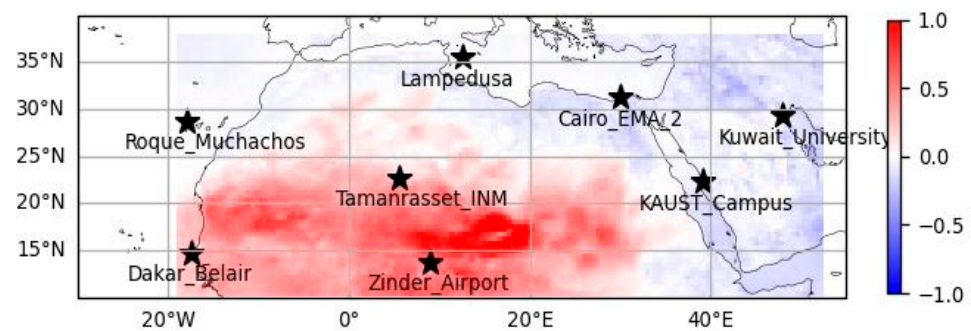 1.0
35°N
Lampedusa
0.5
30°N
Cairo_EMA_2
Roque_Muchachos
Kuwait_University
25°N
0.0
20°N
Tamanrasset_INM
KAUST_Campus
15°N
−0.5
Dakar_Belair
Zinder_Airport
−1.0
20°W 0° 20°E 40°E